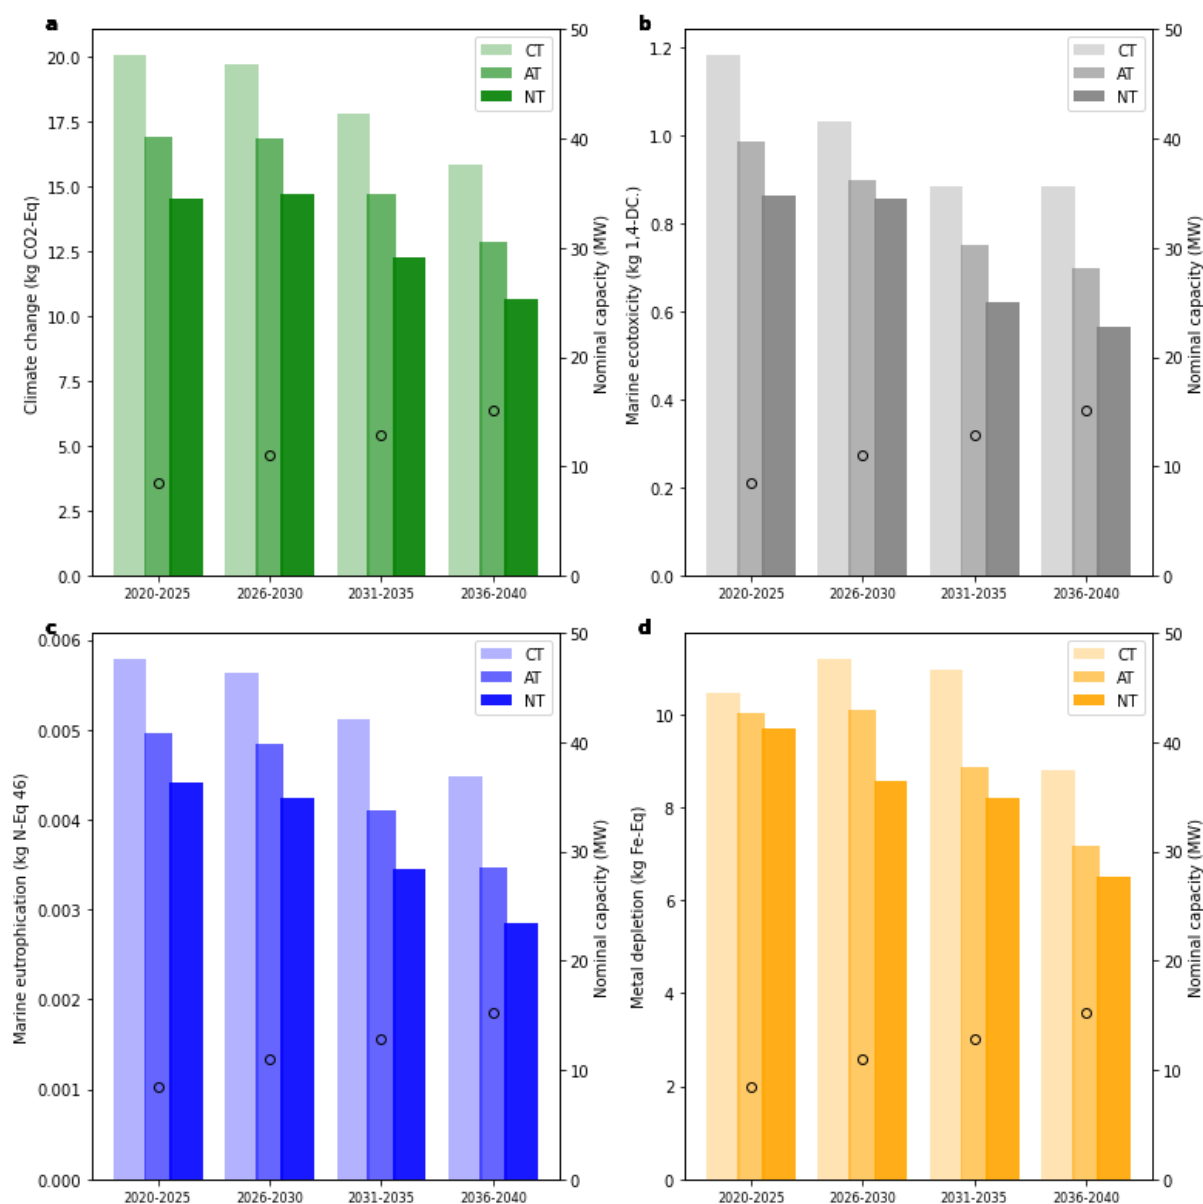 a
Climate change (kg CO2-Eq)
20.0
17.5
15.0
12.5
10.0
7.5
5.0
2.5
0.0
CT
AT
NT
50
40
30
20
10
0
Nominal capacity (MW)
2020-2025 2026-2030 2031-2035 2036-2040
b
Marine ecotoxicity (kg 1,4-DC.)
1.2
1.0
0.8
0.6
0.4
0.2
0.0
CT
AT
NT
50
40
30
20
10
0
Nominal capacity (MW)
2020-2025 2026-2030 2031-2035 2036-2040
c
Marine eutrophication (kg N-Eq 46)
0.006
0.005
0.004
0.003
0.002
0.001
0.000
CT
AT
NT
50
40
30
20
10
0
Nominal capacity (MW)
2020-2025 2026-2030 2031-2035 2036-2040
d
Metal depletion (kg Fe-Eq)
10
8
6
4
2
0
CT
AT
NT
50
40
30
20
10
0
Nominal capacity (MW)
2020-2025 2026-2030 2031-2035 2036-2040